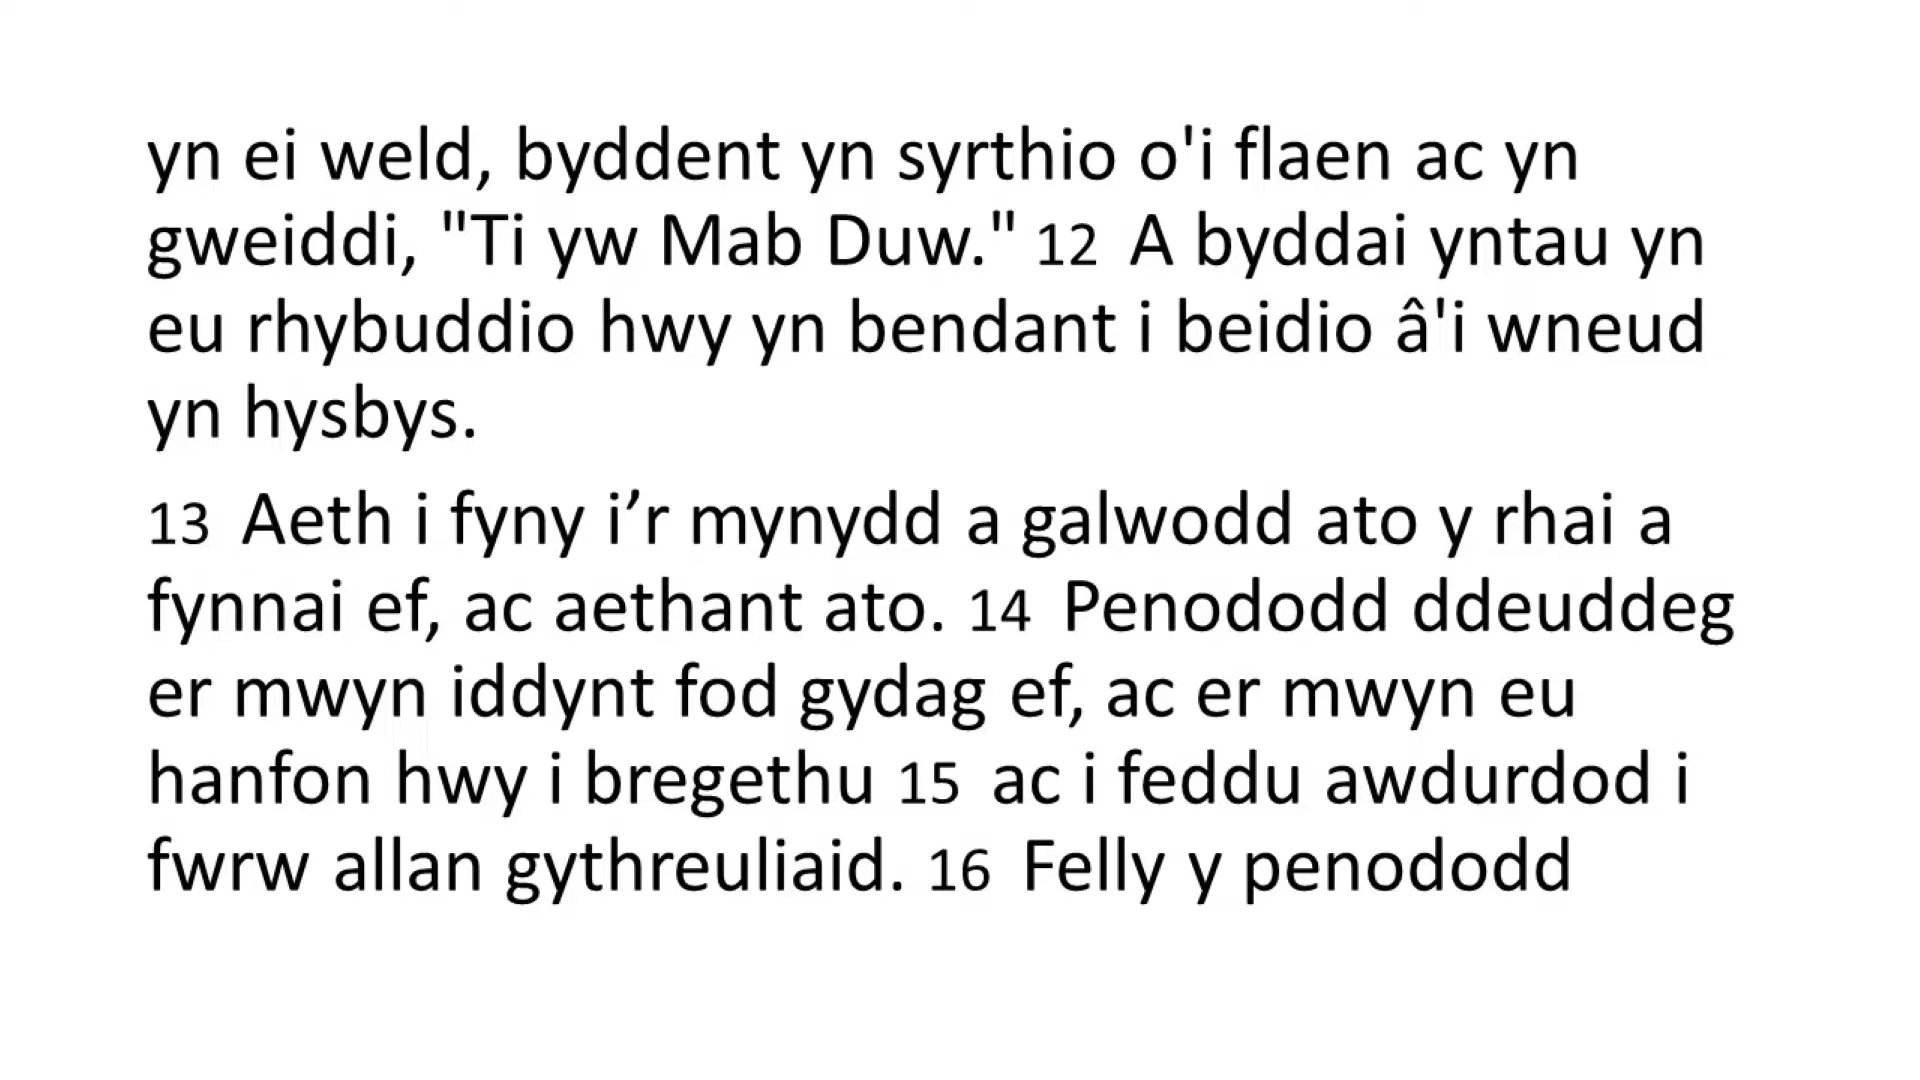 yn ei weld, byddent yn syrthio o'i flaen ac yn
gweiddi, "Ti yw Mab Duw." 12 A byddai yntau yn
eu rhybuddio hwy yn bendant i beidio â'i wneud
yn hysbys.
13 Aeth i fyny i’r mynydd a galwodd ato y rhai a
fynnai ef, ac aethant ato. 14 Penododd ddeuddeg
er mwyn iddynt fod gydag ef, ac er mwyn eu
hanfon hwy i bregethu 15 ac i feddu awdurdod i
fwrw allan gythreuliaid. 16 Felly y penododd